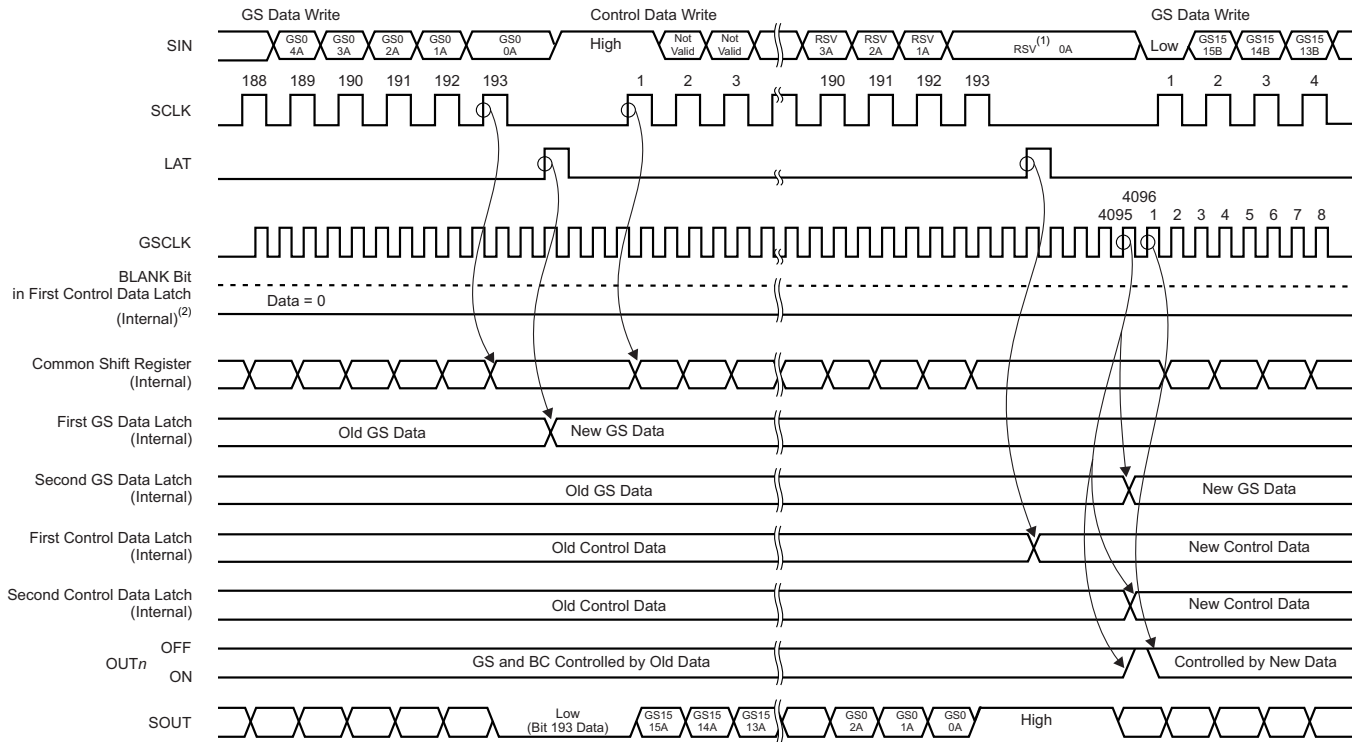 GS Data Write Control Data Write GS Data Write
SIN
GS0 4A GS0 3A GS0 2A GS0 1A GS0 0A High Not Valid Not Valid RSV 3A RSV 2A RSV 1A RSV(1) 0A Low GS15 15B GS15 14B GS15 13B
188 189 190 191 192 193 1 2 3 190 191 192 193 1 2 3 4
SCLK
LAT
4096
4095 1 2 3 4 5 6 7 8
GSCLK
BLANK Bit
in First Control Data Latch
(Internal)(2)
Data = 0
Common Shift Register
(Internal)
First GS Data Latch
(Internal)
Old GS Data New GS Data
Second GS Data Latch
(Internal)
Old GS Data New GS Data
First Control Data Latch
(Internal)
Old Control Data New Control Data
Second Control Data Latch
(Internal)
Old Control Data New Control Data
OFF
OUTn
ON
GS and BC Controlled by Old Data Controlled by New Data
SOUT
Low
(Bit 193 Data)
GS15 15A GS15 14A GS15 13A GS0 2A GS0 1A GS0 0A High